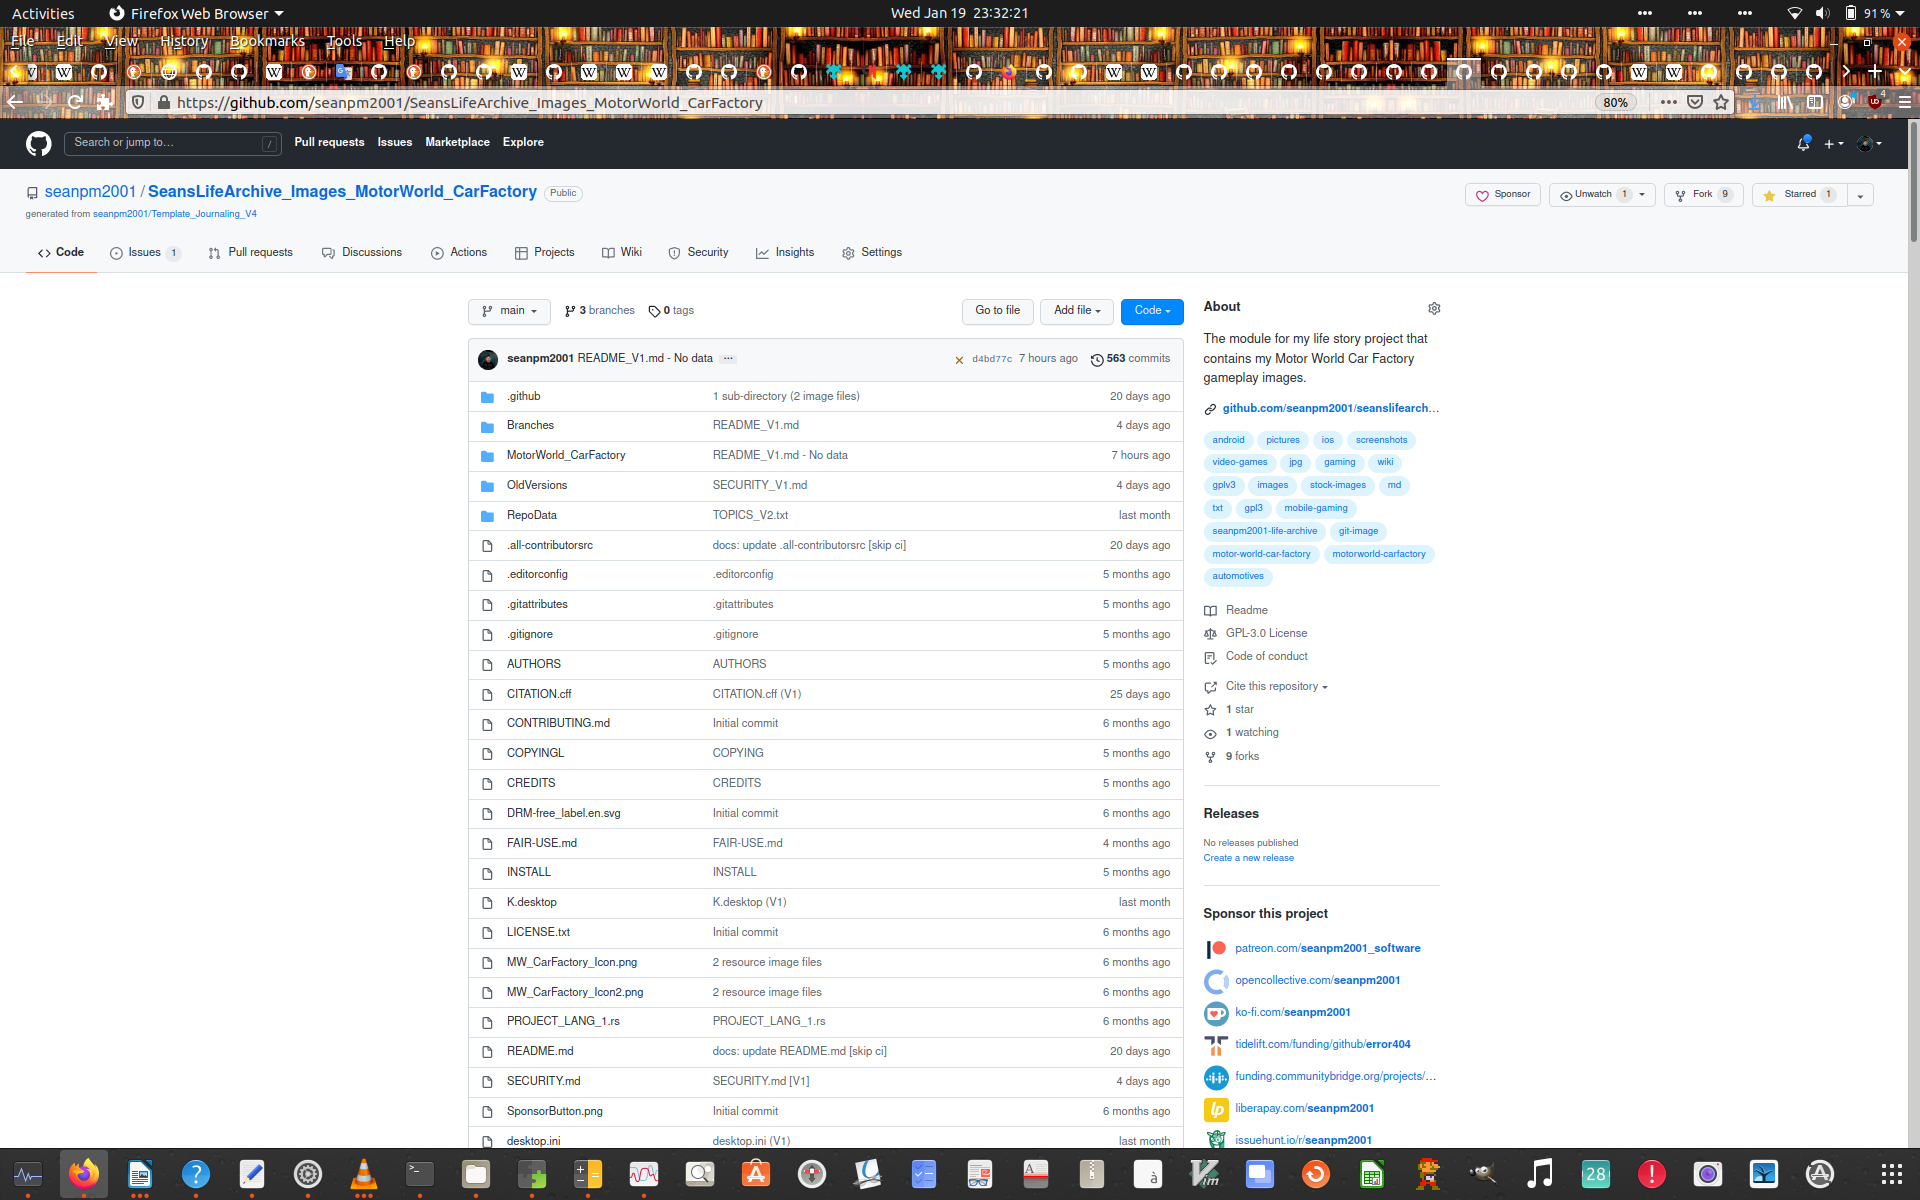 Activities Firefox Web Browser Wed Jan 19 23:32:21 91 %
File Edit View History Bookmarks Tools Help
https://github.com/seanpm2001/SeansLifeArchive_Images_MotorWorld_CarFactory 80%
Search or jump to… / Pull requests Issues Marketplace Explore
seanpm2001 / SeansLifeArchive_Images_MotorWorld_CarFactory Public Sponsor Unwatch 1 Fork 9 Starred 1
generated from seanpm2001/Template_Journaling_V4
Code Issues 1 Pull requests Discussions Actions Projects Wiki Security Insights Settings
main 3 branches 0 tags Go to file Add file Code
seanpm2001 README_V1.md - No data ... d4bd77c 7 hours ago 563 commits
.github 1 sub-directory (2 image files) 20 days ago
Branches README_V1.md 4 days ago
MotorWorld_CarFactory README_V1.md - No data 7 hours ago
OldVersions SECURITY_V1.md 4 days ago
RepoData TOPICS_V2.txt last month
.all-contributorsrc docs: update .all-contributorsrc [skip ci] 20 days ago
.editorconfig .editorconfig 5 months ago
.gitattributes .gitattributes 5 months ago
.gitignore .gitignore 5 months ago
AUTHORS AUTHORS 5 months ago
CITATION.cff CITATION.cff (V1) 25 days ago
CONTRIBUTING.md Initial commit 6 months ago
COPYINGL COPYING 5 months ago
CREDITS CREDITS 5 months ago
DRM-free_label.en.svg Initial commit 6 months ago
FAIR-USE.md FAIR-USE.md 4 months ago
INSTALL INSTALL 5 months ago
K.desktop K.desktop (V1) last month
LICENSE.txt Initial commit 6 months ago
MW_CarFactory_Icon.png 2 resource image files 6 months ago
MW_CarFactory_Icon2.png 2 resource image files 6 months ago
PROJECT_LANG_1.rs PROJECT_LANG_1.rs 6 months ago
README.md docs: update README.md [skip ci] 20 days ago
SECURITY.md SECURITY.md [V1] 4 days ago
SponsorButton.png Initial commit 6 months ago
desktop.ini desktop.ini (V1) last month
About
The module for my life story project that
contains my Motor World Car Factory
gameplay images.
github.com/seanpm2001/seanslifearch…
android pictures ios screenshots
video-games jpg gaming wiki
gplv3 images stock-images md
txt gpl3 mobile-gaming
seanpm2001-life-archive git-image
motor-world-car-factory motorworld-carfactory
automotives
Readme
GPL-3.0 License
Code of conduct
Cite this repository
1 star
1 watching
9 forks
Releases
No releases published
Create a new release
Sponsor this project
patreon.com/seanpm2001_software
opencollective.com/seanpm2001
ko-fi.com/seanpm2001
tidelift.com/funding/github/error404
funding.communitybridge.org/projects/…
liberapay.com/seanpm2001
issuehunt.io/r/seanpm2001
28